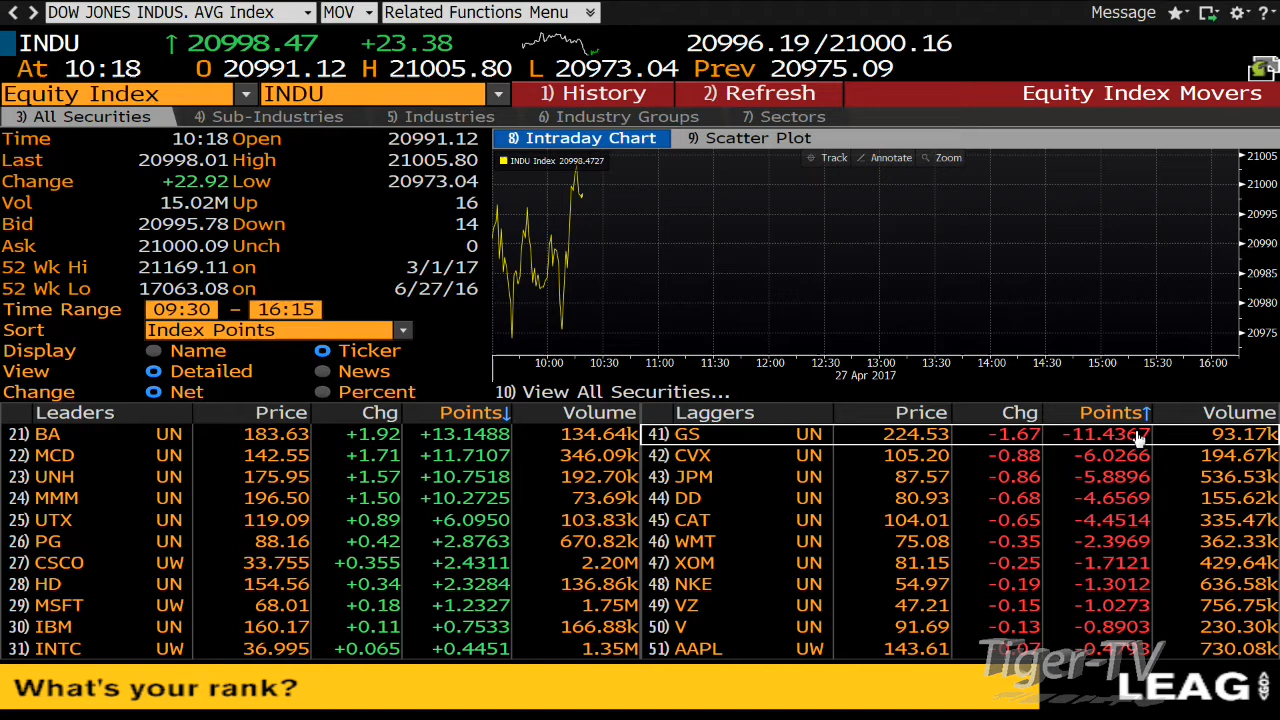 DOW JONES INDUS. AVG Index MOV Related Functions Menu Message
INDU ↑ 20998.47 +23.38 20996.19/21000.16
At 10:18 O 20991.12 H 21005.80 L 20973.04 Prev 20975.09
Equity Index INDU 1) History 2) Refresh Equity Index Movers
3) All Securities 4) Sub-Industries 5) Industries 6) Industry Groups 7) Sectors
Time 10:18 Open 20991.12
Last 20998.01 High 21005.80
Change +22.92 Low 20973.04
Vol 15.02M Up 16
Bid 20995.78 Down 14
Ask 21000.09 Unch 0
52 Wk Hi 21169.11 on 3/1/17
52 Wk Lo 17063.08 on 6/27/16
Time Range 09:30 - 16:15
Sort Index Points
Display Name Ticker
View Detailed News
Change Net Percent
8) Intraday Chart 9) Scatter Plot
INDU Index 20998.4727 Track Annotate Zoom
21005
21000
20995
20990
20985
20980
20975
10:00 10:30 11:00 11:30 12:00 12:30 13:00 13:30 14:00 14:30 15:00 15:30 16:00
27 Apr 2017
10) View All Securities...
Leaders Price Chg Points↓ Volume Laggers Price Chg Points↑ Volume
21) BA UN 183.63 +1.92 +13.1488 134.64k 41) GS UN 224.53 -1.67 -11.4367 93.17k
22) MCD UN 142.55 +1.71 +11.7107 346.09k 42) CVX UN 105.20 -0.88 -6.0266 194.67k
23) UNH UN 175.95 +1.57 +10.7518 192.70k 43) JPM UN 87.57 -0.86 -5.8896 536.53k
24) MMM UN 196.50 +1.50 +10.2725 73.69k 44) DD UN 80.93 -0.68 -4.6569 155.62k
25) UTX UN 119.09 +0.89 +6.0950 103.83k 45) CAT UN 104.01 -0.65 -4.4514 335.47k
26) PG UN 88.16 +0.42 +2.8763 670.82k 46) WMT UN 75.08 -0.35 -2.3969 362.33k
27) CSCO UW 33.755 +0.355 +2.4311 2.20M 47) XOM UN 81.15 -0.25 -1.7121 429.64k
28) HD UN 154.56 +0.34 +2.3284 136.86k 48) NKE UN 54.97 -0.19 -1.3012 636.58k
29) MSFT UW 68.01 +0.18 +1.2327 1.75M 49) VZ UN 47.21 -0.15 -1.0273 756.75k
30) IBM UN 160.17 +0.11 +0.7533 166.88k 50) V UN 91.69 -0.13 -0.8903 230.30k
31) INTC UW 36.995 +0.065 +0.4451 1.35M 51) AAPL UW 143.61 -0.07 -0.4793 730.08k
Tiger-TV
What's your rank? LEAG <GO>